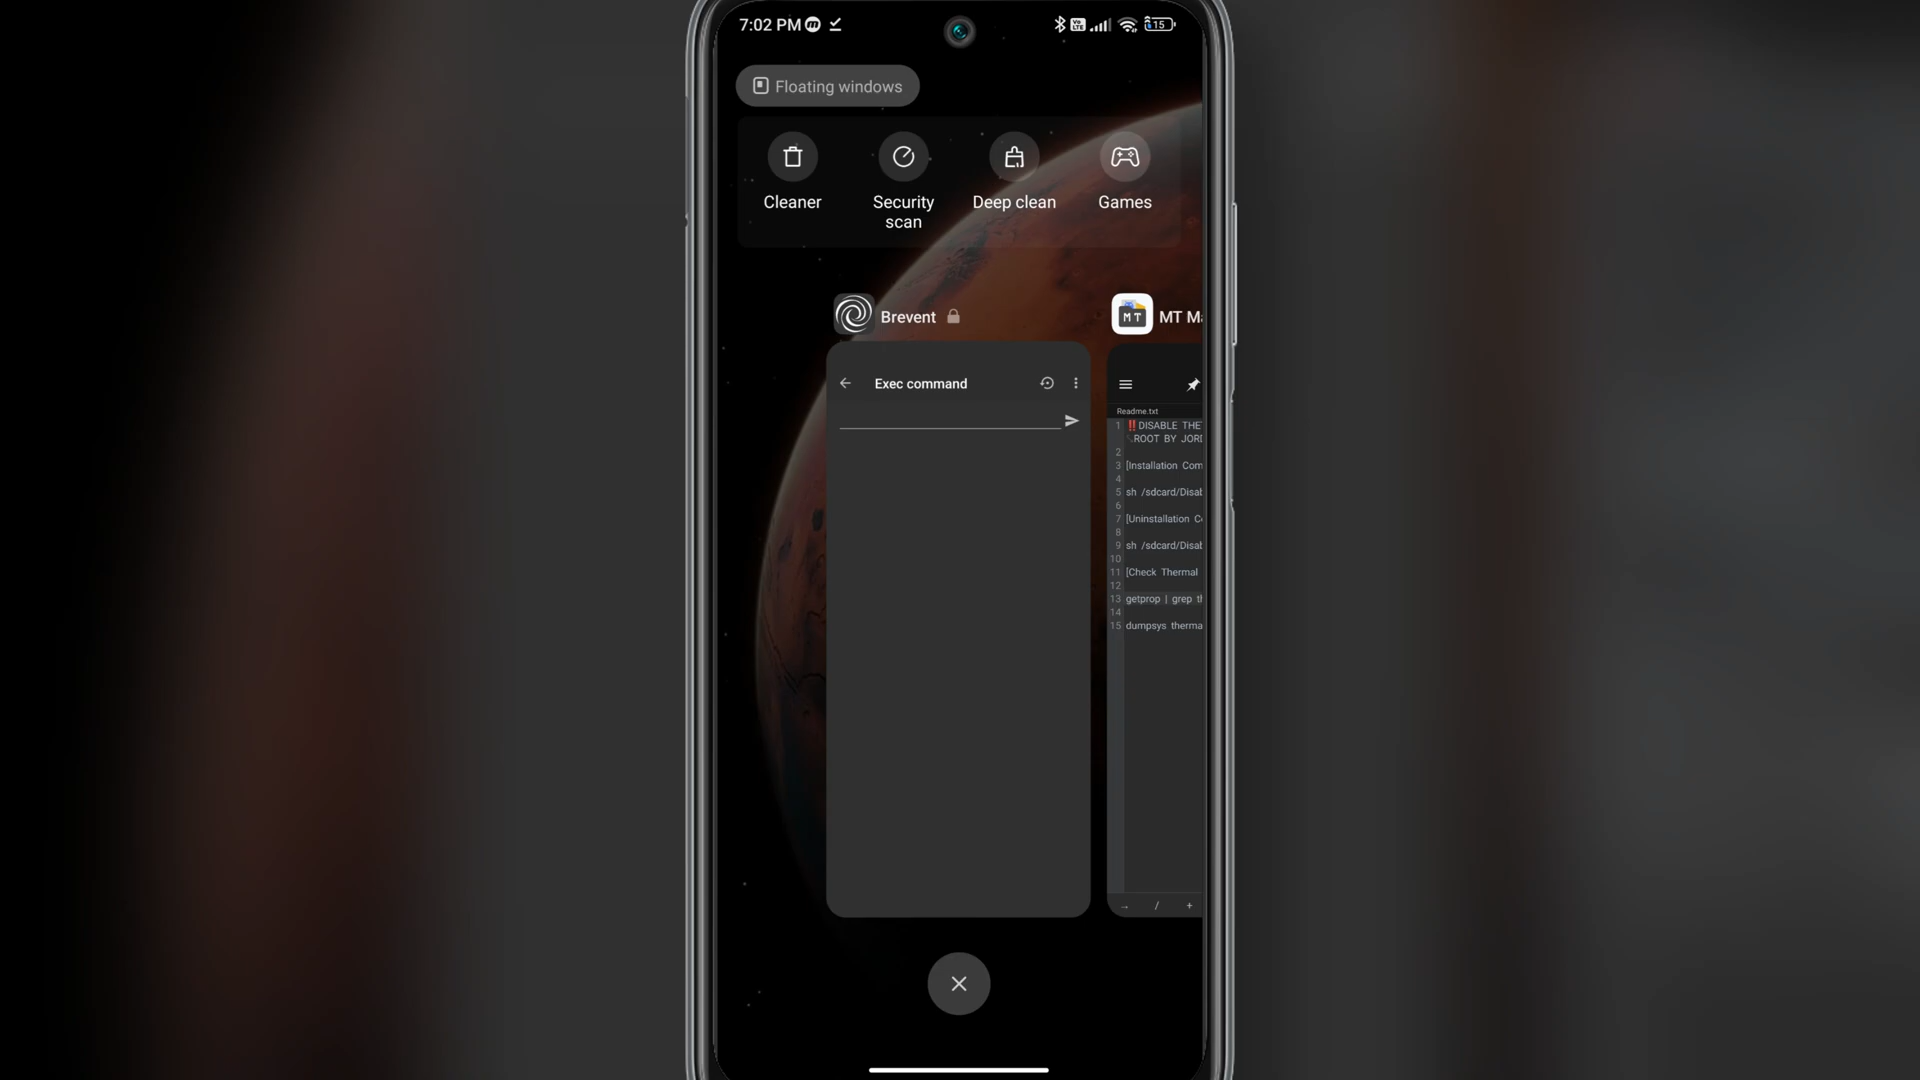 7:02 PM
15
Floating windows
Cleaner
Security
scan
Deep clean
Games
Brevent
MT
Exec command
Readme.txt
1 ‼DISABLE THE
ROOT BY
2
3 [Installation
4
5 sh
6
7 [Uninstallation
8
9 sh
10
11 [Check Thermal
12
13 getprop | grep
14
15 dumpsys
→ / +